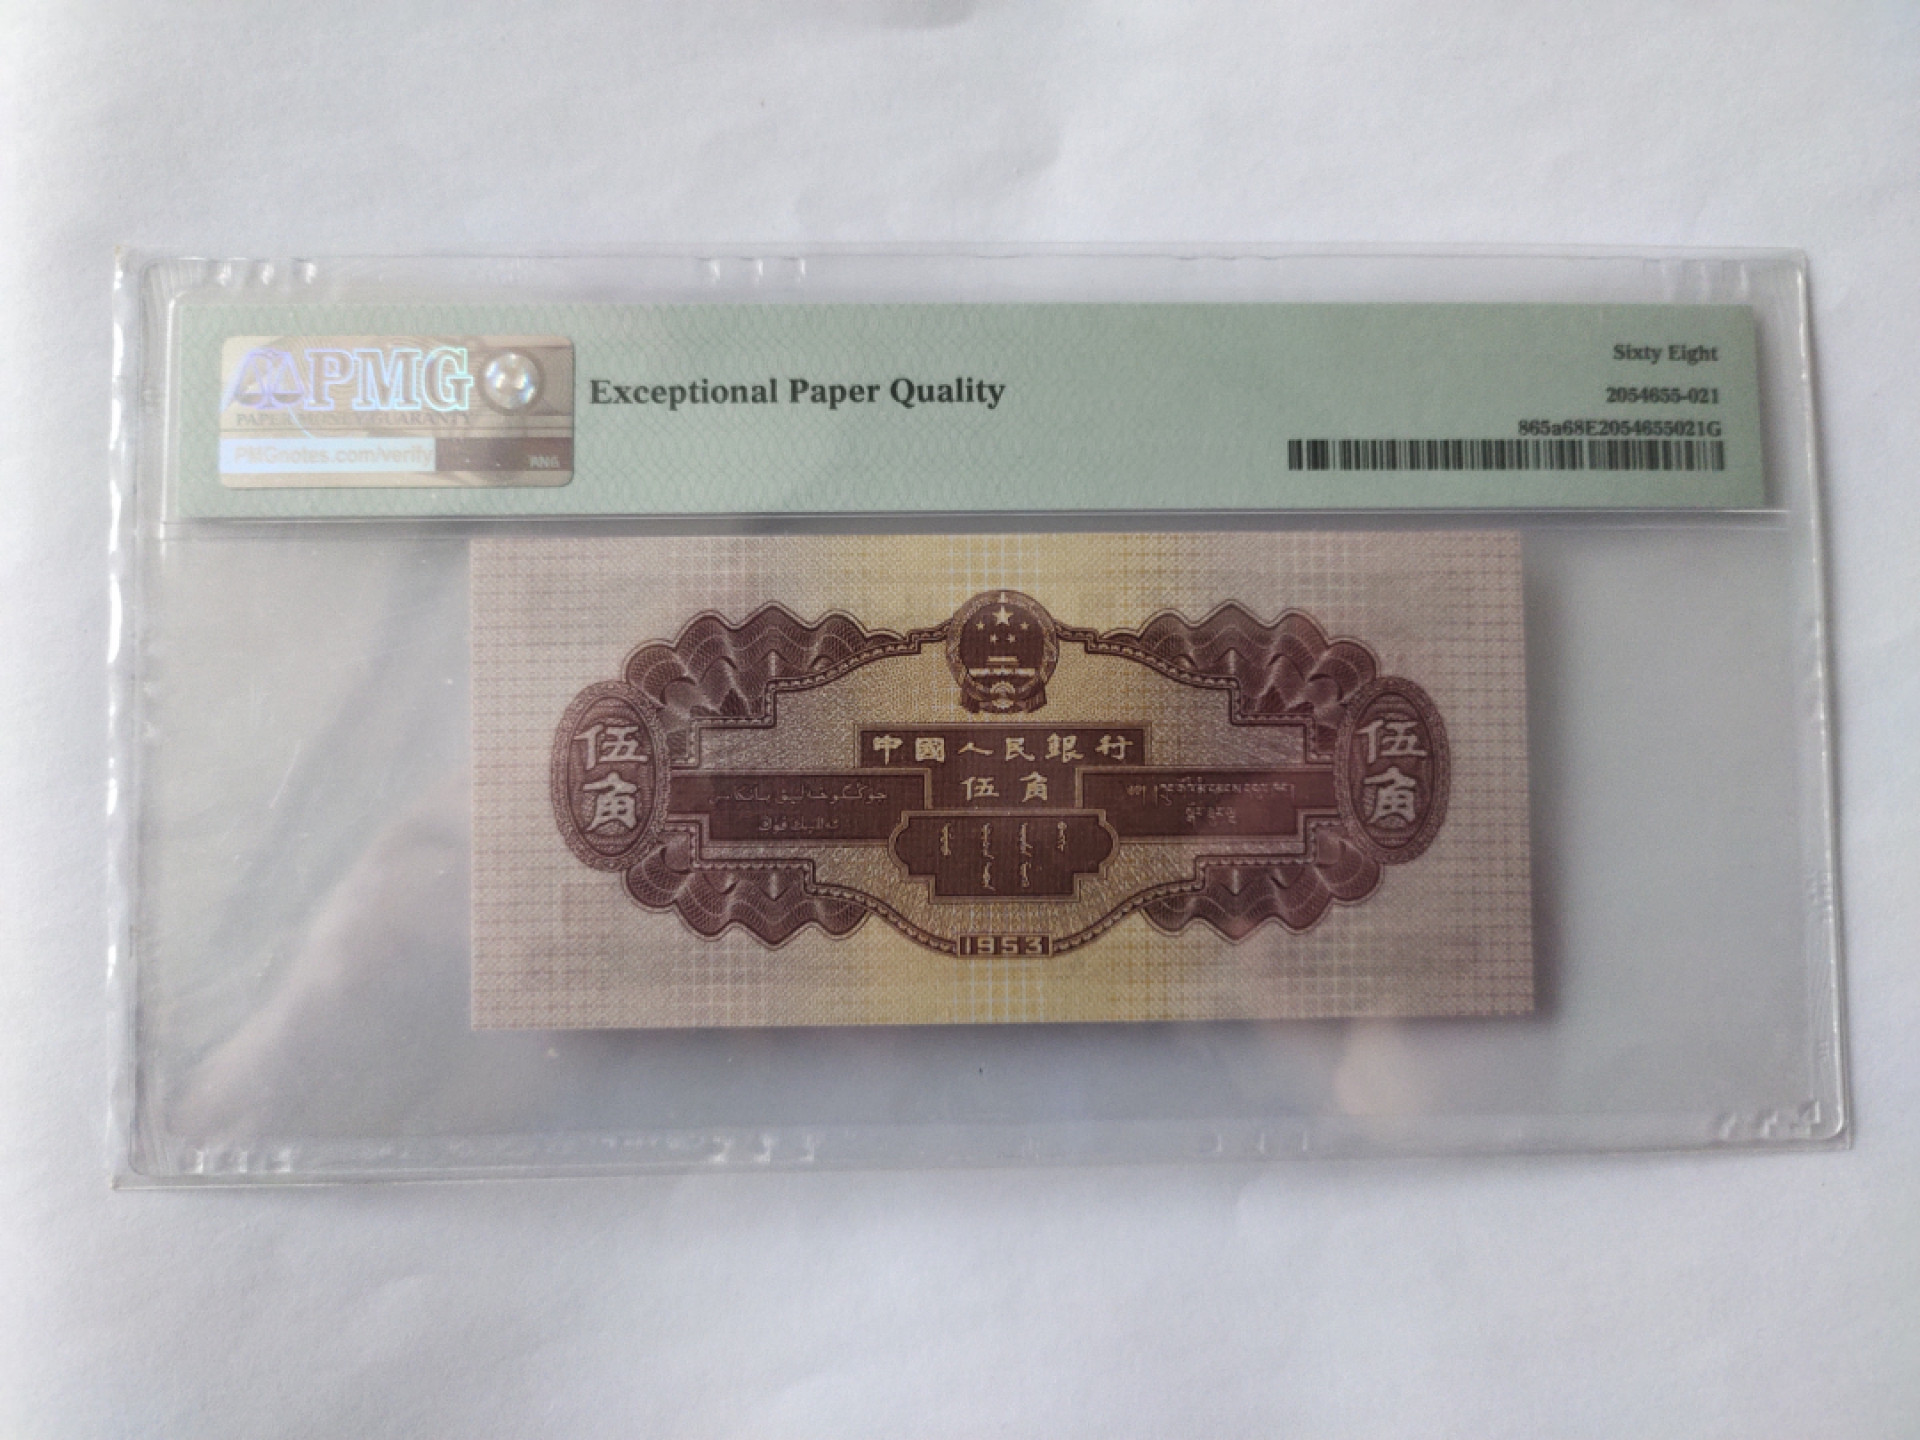 PMG
PAPER MONEY GUARANTY
PMGnotes.com/verify
Exceptional Paper Quality
Sixty Eight
2054655-021
865a68E2054655021G
中國人民銀行
伍角
伍角
伍角
1953